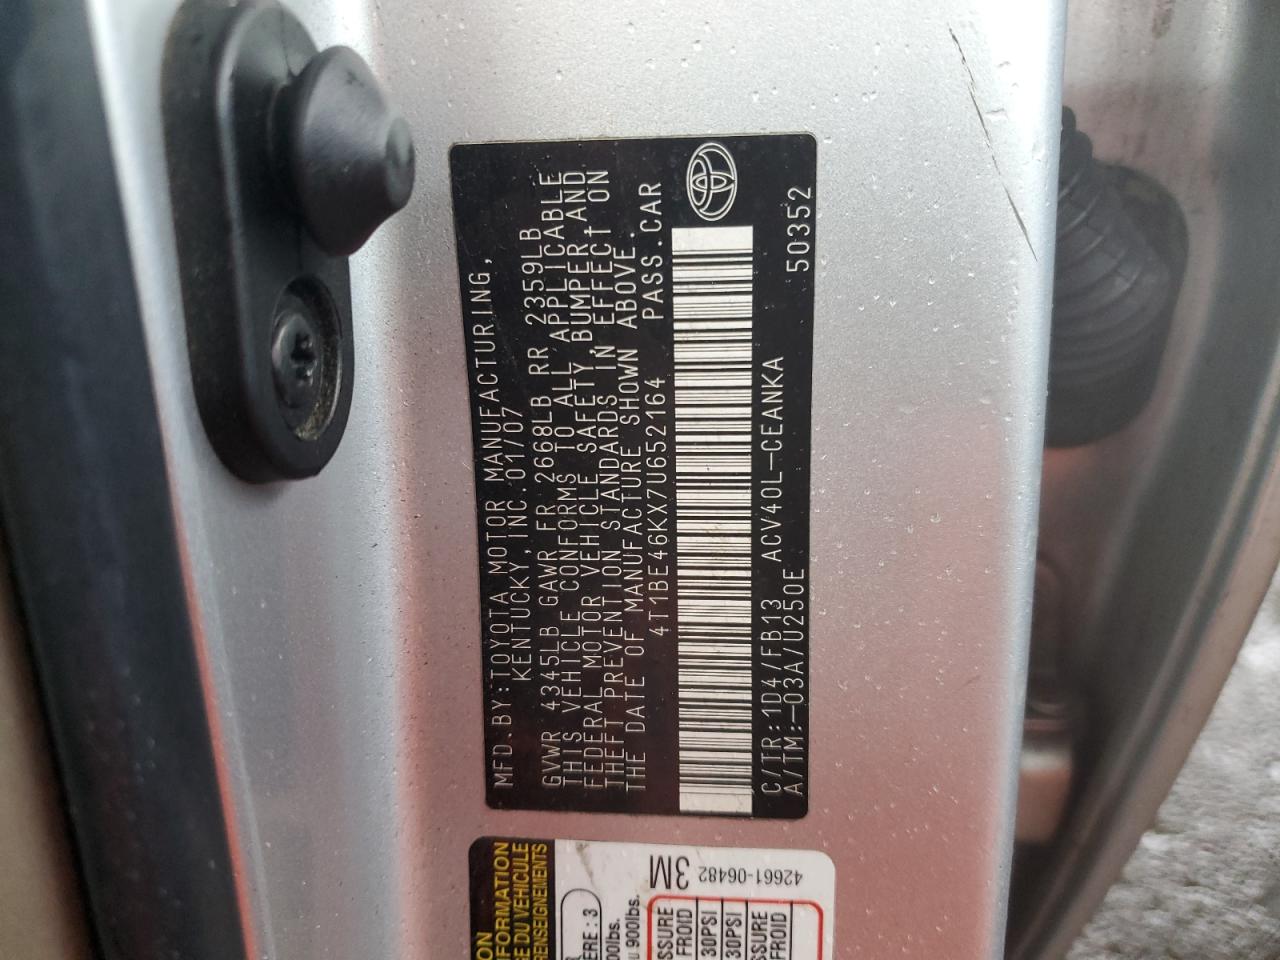 MFD.BY:TOYOTA MOTOR MANUFACTURING,
KENTUCKY,INC.01/07
GVWR 4345LB GAWR FR 2668LB RR 2359LB
THIS VEHICLE CONFORMS TO ALL APPLICABLE
FEDERAL MOTOR VEHICLE SAFETY,BUMPER,AND
THEFT PREVENTION STANDARDS IN EFFECT ON
THE DATE OF MANUFACTURE SHOWN ABOVE.
4T1BE46KX7U652164 PASS.CAR
C/TR:1D4/FB13 ACV40L-CEANKA 50352
A/TM:-03A/U250E
3M
42661-06482